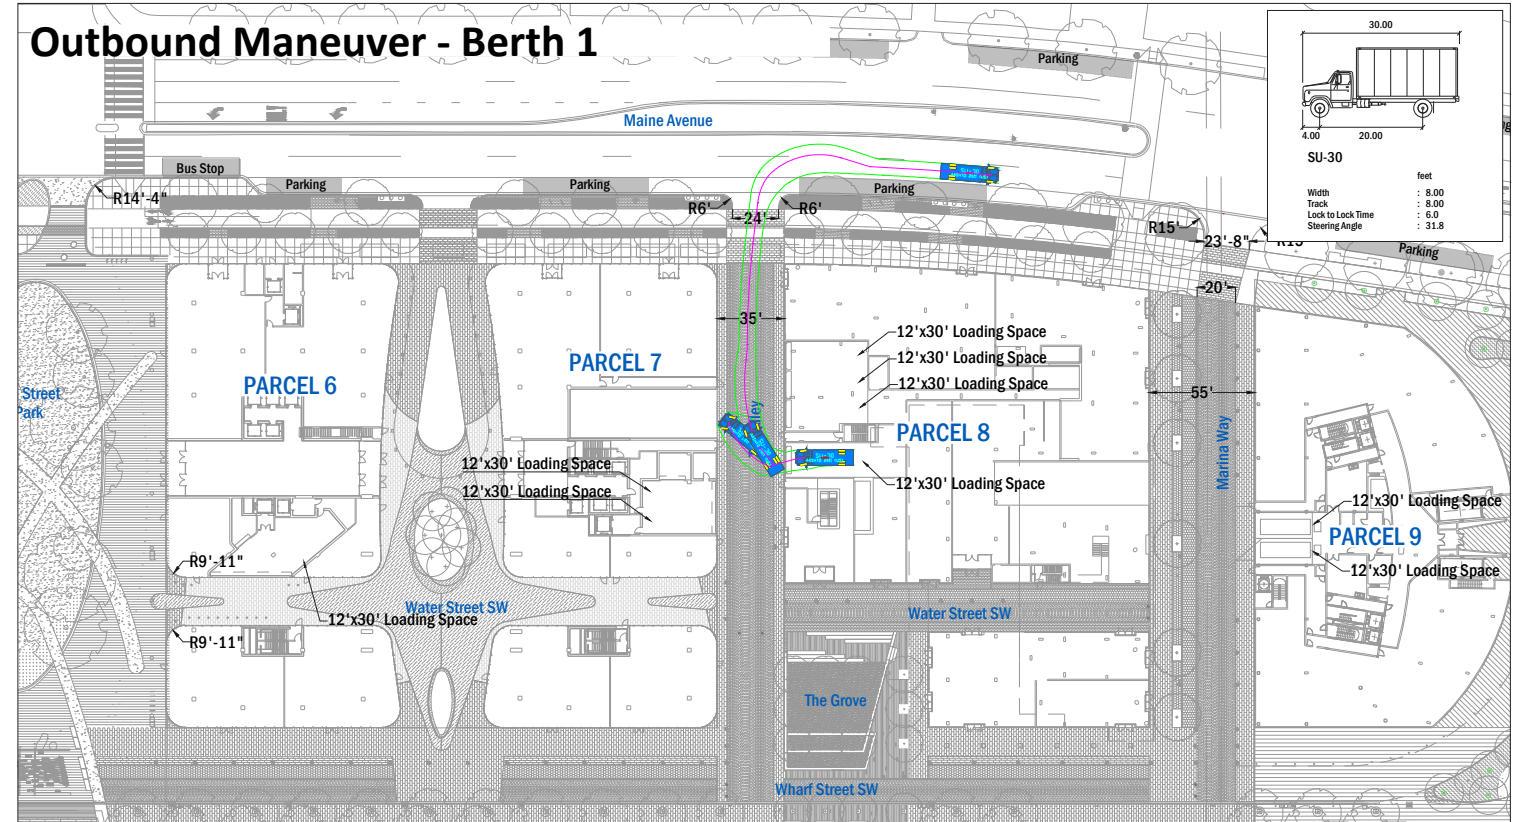 Outbound Maneuver - Berth 1
30.00
4.00
20.00
SU-30
feet
Width : 8.00
Track : 8.00
Lock to Lock Time : 6.0
Steering Angle : 31.8
Parking
Maine Avenue
Bus Stop
Parking
Parking
Parking
Parking
R14'-4"
R6'
24'
R6'
R15'
23'-8"
20'
35'
55'
PARCEL 6
PARCEL 7
PARCEL 8
PARCEL 9
12'x30' Loading Space
12'x30' Loading Space
12'x30' Loading Space
12'x30' Loading Space
12'x30' Loading Space
12'x30' Loading Space
12'x30' Loading Space
12'x30' Loading Space
12'x30' Loading Space
Street
Park
Marina Way
R9'-11"
R9'-11"
Water Street SW
Water Street SW
The Grove
Wharf Street SW